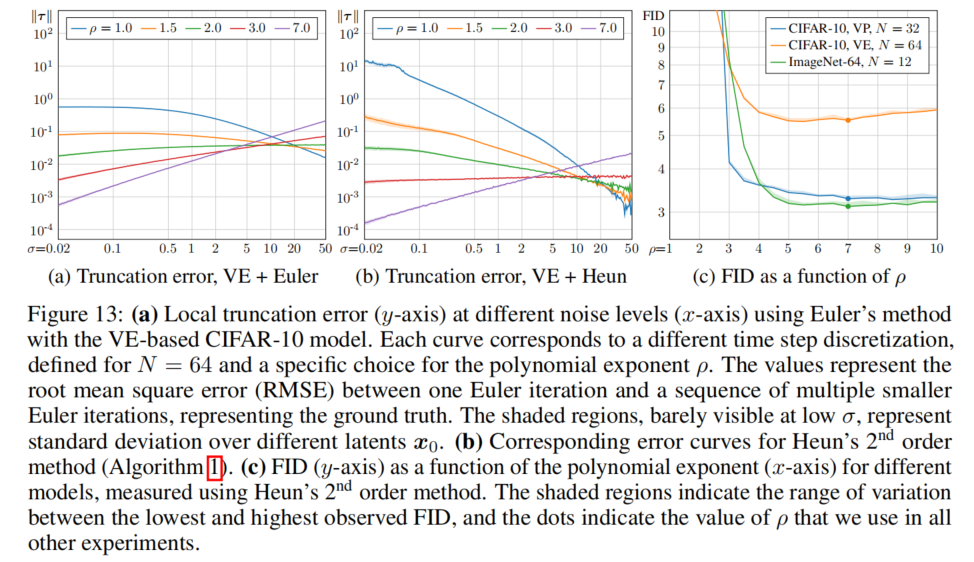 ‖τ‖ ‖τ‖ FID
10² ρ = 1.0 1.5 2.0 3.0 7.0 10² ρ = 1.0 1.5 2.0 3.0 7.0 10 CIFAR-10, VP, N = 32
9 CIFAR-10, VE, N = 64
10¹ 10¹ 8 ImageNet-64, N = 12
7
10⁰ 10⁰ 6
10⁻¹ 10⁻¹ 5
10⁻² 10⁻² 4
10⁻³ 10⁻³
10⁻⁴ 10⁻⁴ 3
σ=0.02 0.1 0.5 1 2 5 10 20 50 σ=0.02 0.1 0.5 1 2 5 10 20 50 ρ=1 2 3 4 5 6 7 8 9 10
(a) Truncation error, VE + Euler (b) Truncation error, VE + Heun (c) FID as a function of ρ
Figure 13: (a) Local truncation error (y-axis) at different noise levels (x-axis) using Euler's method
with the VE-based CIFAR-10 model. Each curve corresponds to a different time step discretization,
defined for N = 64 and a specific choice for the polynomial exponent ρ. The values represent the
root mean square error (RMSE) between one Euler iteration and a sequence of multiple smaller
Euler iterations, representing the ground truth. The shaded regions, barely visible at low σ, represent
standard deviation over different latents x₀. (b) Corresponding error curves for Heun's 2ⁿᵈ order
method (Algorithm 1). (c) FID (y-axis) as a function of the polynomial exponent (x-axis) for different
models, measured using Heun's 2ⁿᵈ order method. The shaded regions indicate the range of variation
between the lowest and highest observed FID, and the dots indicate the value of ρ that we use in all
other experiments.